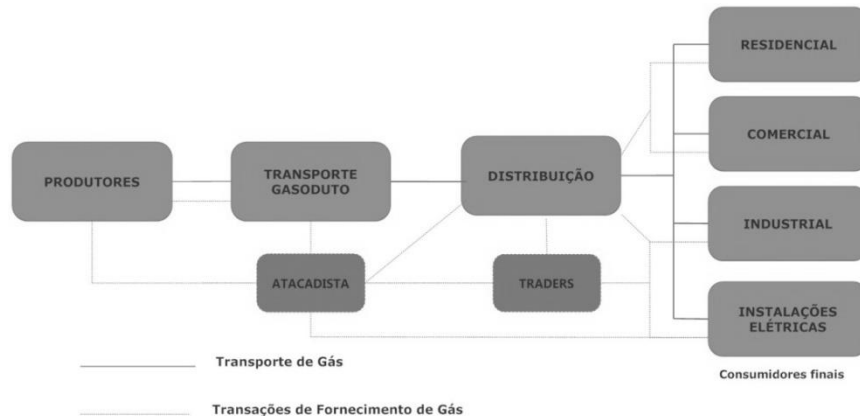 RESIDENCIAL
COMERCIAL
PRODUTORES
TRANSPORTE
GASODUTO
DISTRIBUIÇÃO
INDUSTRIAL
ATACADISTA
TRADERS
INSTALAÇÕES
ELÉTRICAS
Transporte de Gás
Consumidores finais
Transações de Fornecimento de Gás